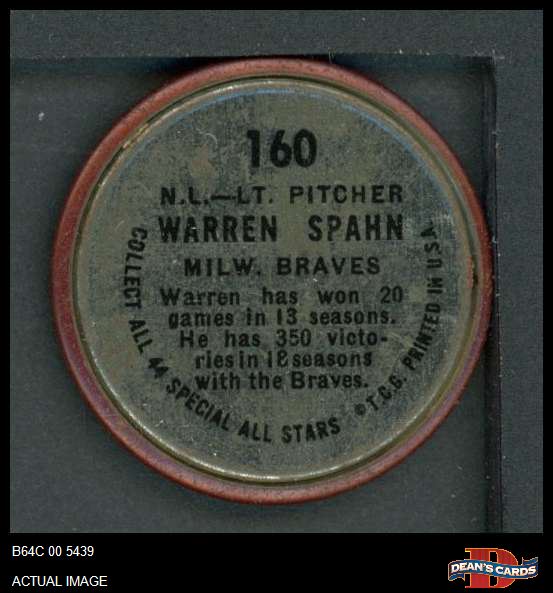 160
N.L.—LT. PITCHER
WARREN SPAHN
MILW. BRAVES
Warren has won 20
games in 13 seasons.
He has 350 victo-
ries in 18 seasons
with the Braves.
COLLECT ALL 44 SPECIAL ALL STARS
© T.C.G. PRINTED IN U.S.A.
B64C 00 5439
ACTUAL IMAGE
D
DEAN'S CARDS